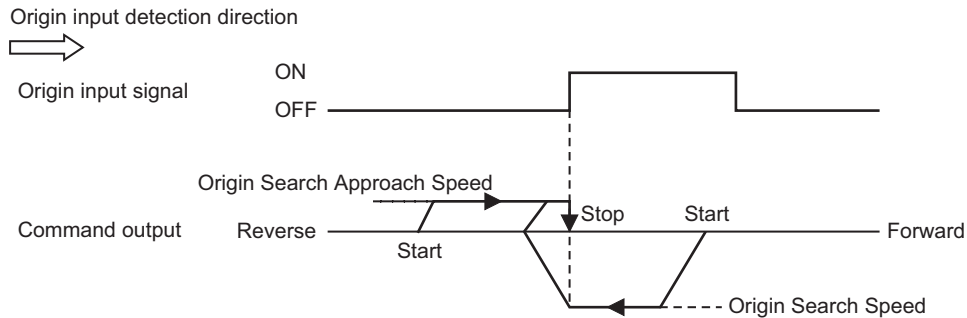 Origin input detection direction
Origin input signal
ON
OFF
Origin Search Approach Speed
Command output
Reverse
Start
Stop
Start
Forward
Origin Search Speed